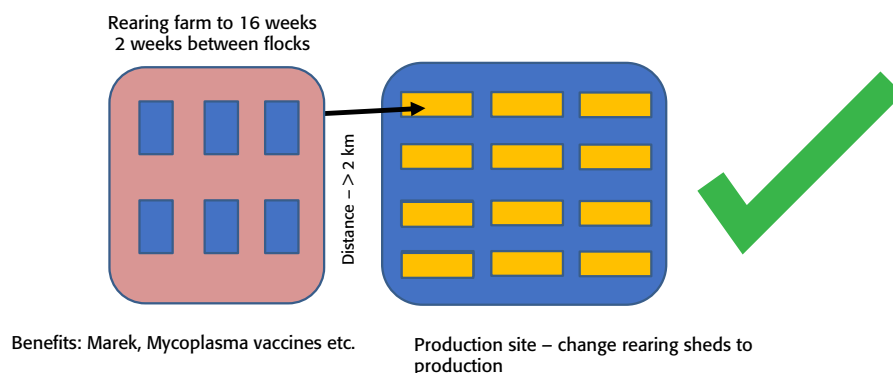 Rearing farm to 16 weeks
2 weeks between flocks
Distance – > 2 km
Benefits: Marek, Mycoplasma vaccines etc.
Production site – change rearing sheds to
production